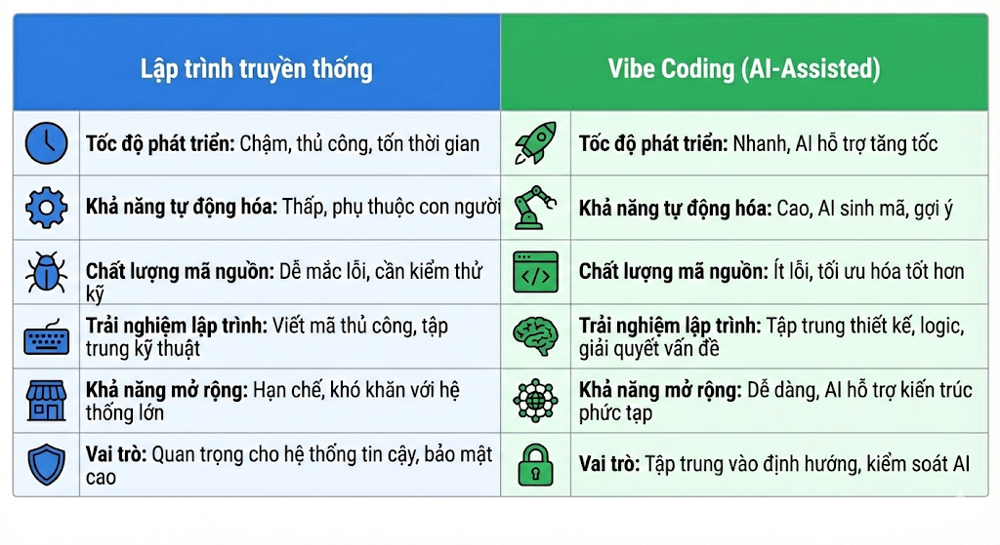 Lập trình truyền thống
Vibe Coding (AI-Assisted)
Tốc độ phát triển: Chậm, thủ công, tốn thời gian
Tốc độ phát triển: Nhanh, AI hỗ trợ tăng tốc
Khả năng tự động hóa: Thấp, phụ thuộc con người
Khả năng tự động hóa: Cao, AI sinh mã, gợi ý
Chất lượng mã nguồn: Dễ mắc lỗi, cần kiểm thử
kỹ
Chất lượng mã nguồn: Ít lỗi, tối ưu hóa tốt hơn
Trải nghiệm lập trình: Viết mã thủ công, tập
trung kỹ thuật
Trải nghiệm lập trình: Tập trung thiết kế, logic,
giải quyết vấn đề
Khả năng mở rộng: Hạn chế, khó khăn với hệ
thống lớn
Khả năng mở rộng: Dễ dàng, AI hỗ trợ kiến trúc
phức tạp
Vai trò: Quan trọng cho hệ thống tin cậy, bảo mật
cao
Vai trò: Tập trung vào định hướng, kiểm soát AI